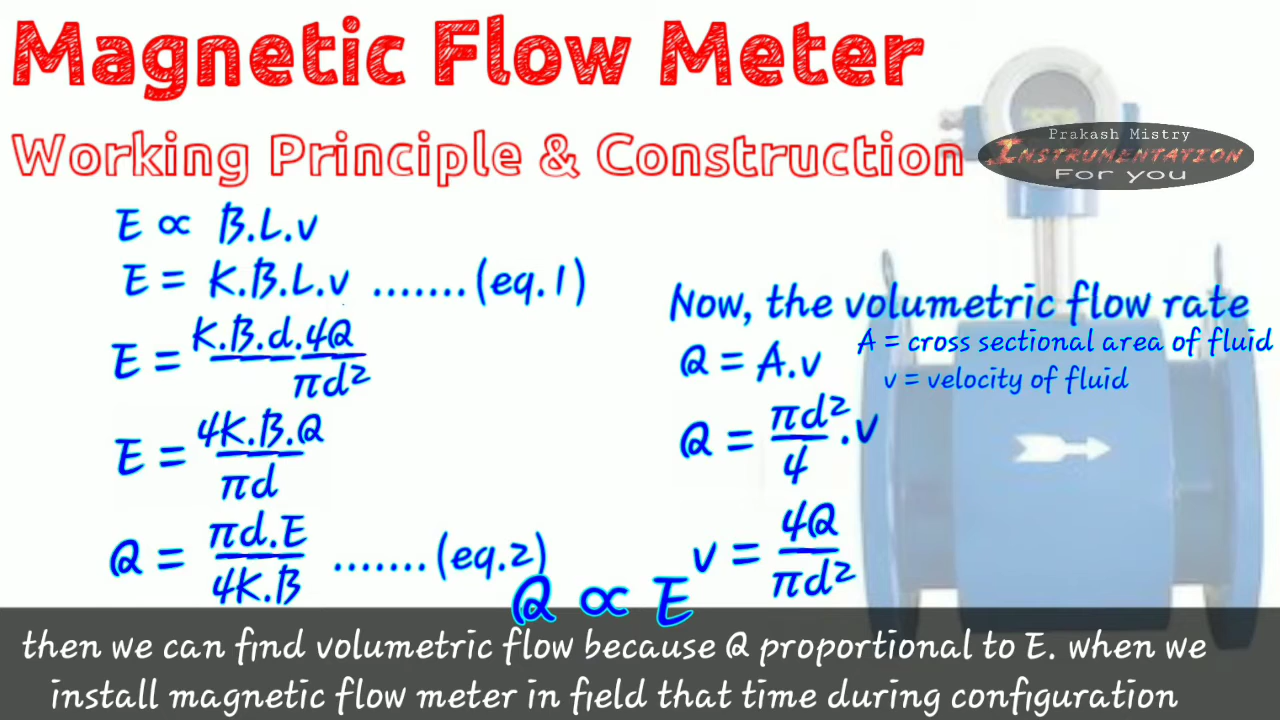 Magnetic Flow Meter
Working Principle & Construction
Prakash Mistry
INSTRUMENTATION
For you
E ∝ B.L.v
E = K.B.L.v .......(eq.1)
E = K.B.d.4Q / πd²
E = 4K.B.Q / πd
Q = πd.E / 4K.B .......(eq.2)
Q ∝ E
Now, the volumetric flow rate
Q = A.v
A = cross sectional area of fluid
v = velocity of fluid
Q = πd² / 4 .v
v = 4Q / πd²
then we can find volumetric flow because Q proportional to E. when we
install magnetic flow meter in field that time during configuration